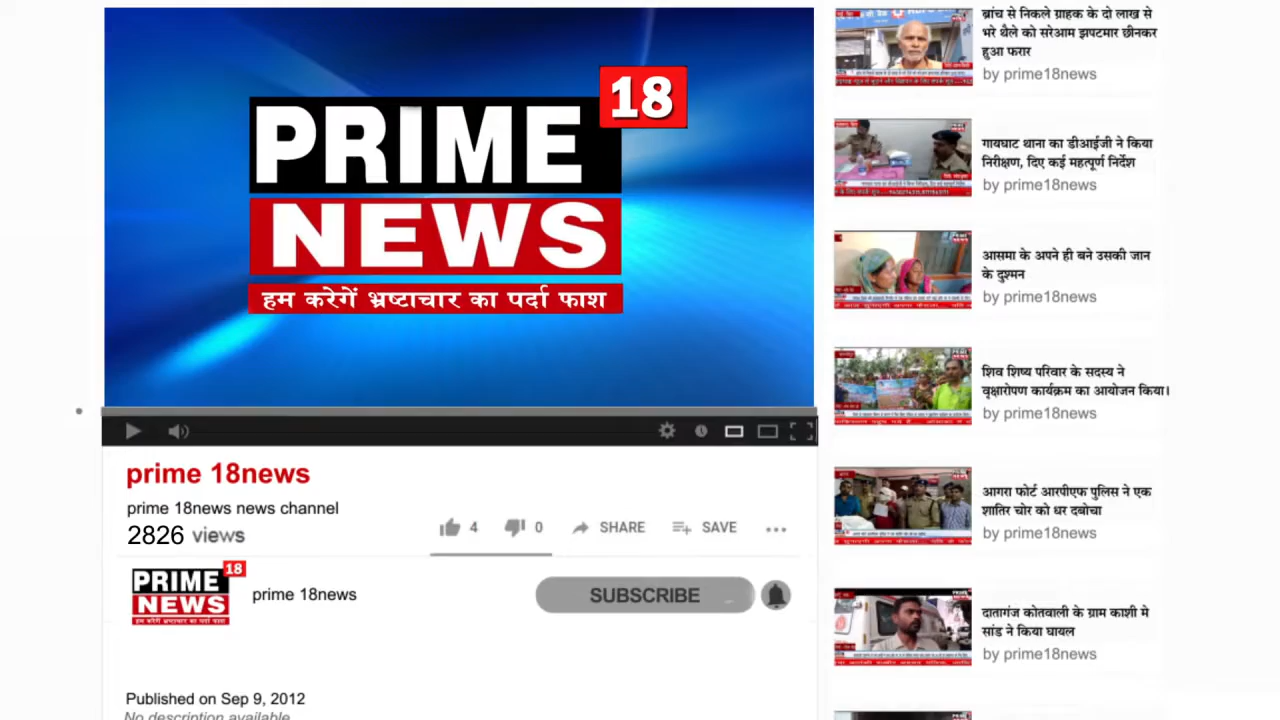 PRIME
18
NEWS
हम करेगें भ्रष्टाचार का पर्दा फाश
prime 18news
prime 18news news channel
2826 views
4
0
SHARE
SAVE
PRIME
18
NEWS
हम करेगें भ्रष्टाचार का पर्दा फाश
prime 18news
SUBSCRIBE
Published on Sep 9, 2012
No description available
ब्रांच से निकले ग्राहक के दो लाख से
भरे थैले को सरेआम झपटमार छीनकर
हुआ फरार
by prime18news
गायघाट थाना का डीआईजी ने किया
निरीक्षण, दिए कई महत्पूर्ण निर्देश
by prime18news
आसमा के अपने ही बने उसकी जान
के दुश्मन
by prime18news
शिव शिष्य परिवार के सदस्य ने
वृक्षारोपण कार्यक्रम का आयोजन किया।
by prime18news
आगरा फोर्ट आरपीएफ पुलिस ने एक
शातिर चोर को धर दबोचा
by prime18news
दातागंज कोतवाली के ग्राम काशी मे
सांड ने किया घायल
by prime18news